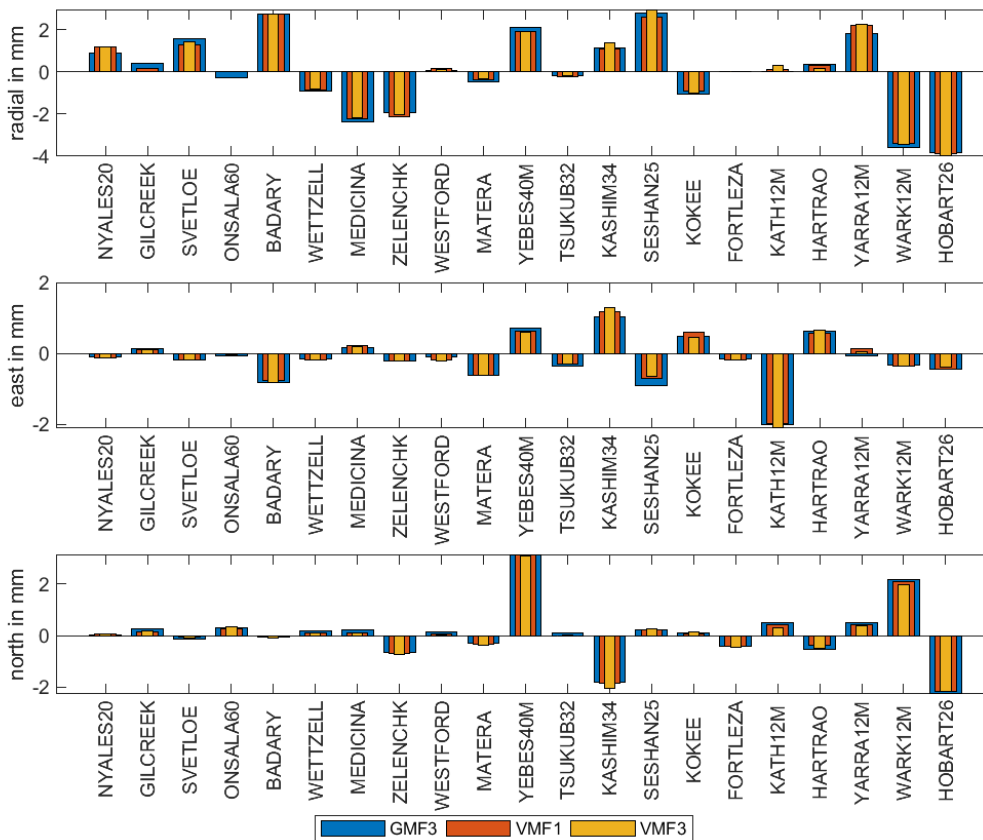 radial in mm
2
0
-2
-4
NYALES20
GILCREEK
SVETLOE
ONSALA60
BADARY
WETTZELL
MEDICINA
ZELENCHK
WESTFORD
MATERA
YEBES40M
TSUKUB32
KASHIM34
SESHAN25
KOKEE
FORTLEZA
KATH12M
HARTRAO
YARRA12M
WARK12M
HOBART26
east in mm
2
0
-2
NYALES20
GILCREEK
SVETLOE
ONSALA60
BADARY
WETTZELL
MEDICINA
ZELENCHK
WESTFORD
MATERA
YEBES40M
TSUKUB32
KASHIM34
SESHAN25
KOKEE
FORTLEZA
KATH12M
HARTRAO
YARRA12M
WARK12M
HOBART26
north in mm
2
0
-2
NYALES20
GILCREEK
SVETLOE
ONSALA60
BADARY
WETTZELL
MEDICINA
ZELENCHK
WESTFORD
MATERA
YEBES40M
TSUKUB32
KASHIM34
SESHAN25
KOKEE
FORTLEZA
KATH12M
HARTRAO
YARRA12M
WARK12M
HOBART26
GMF3 VMF1 VMF3